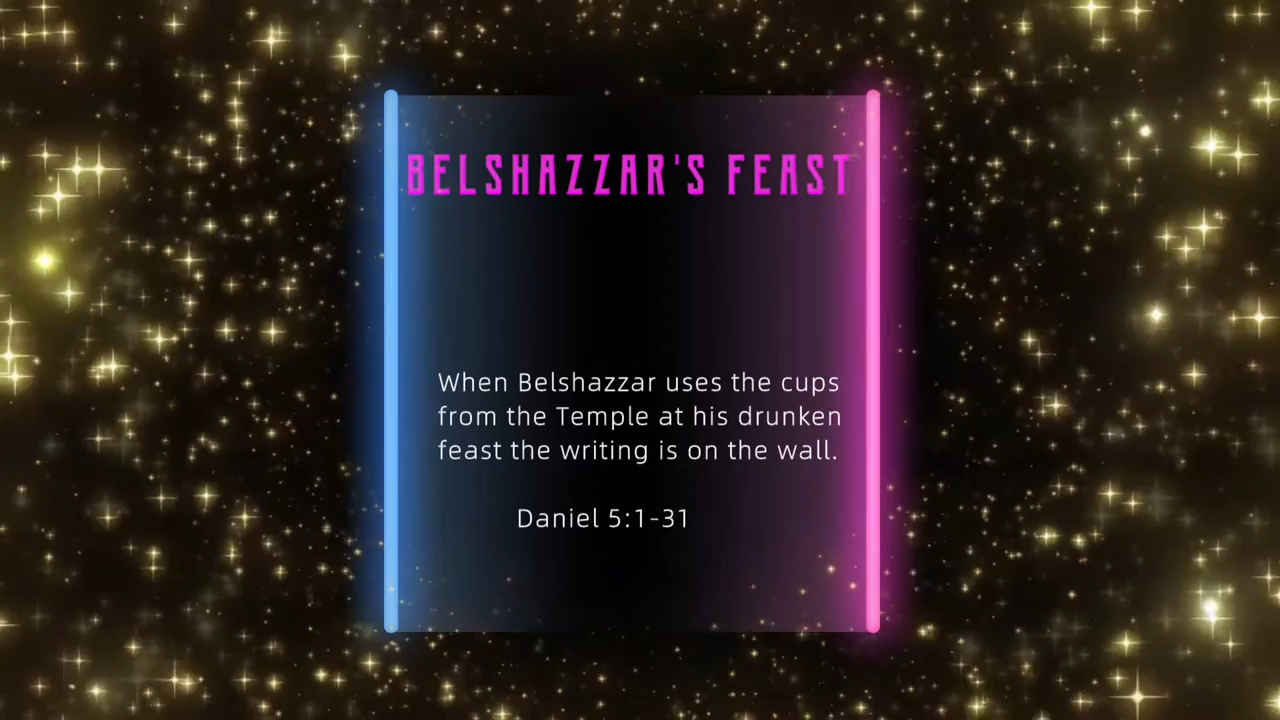 BELSHAZZAR'S FEAST
When Belshazzar uses the cups
from the Temple at his drunken
feast the writing is on the wall.
Daniel 5:1-31